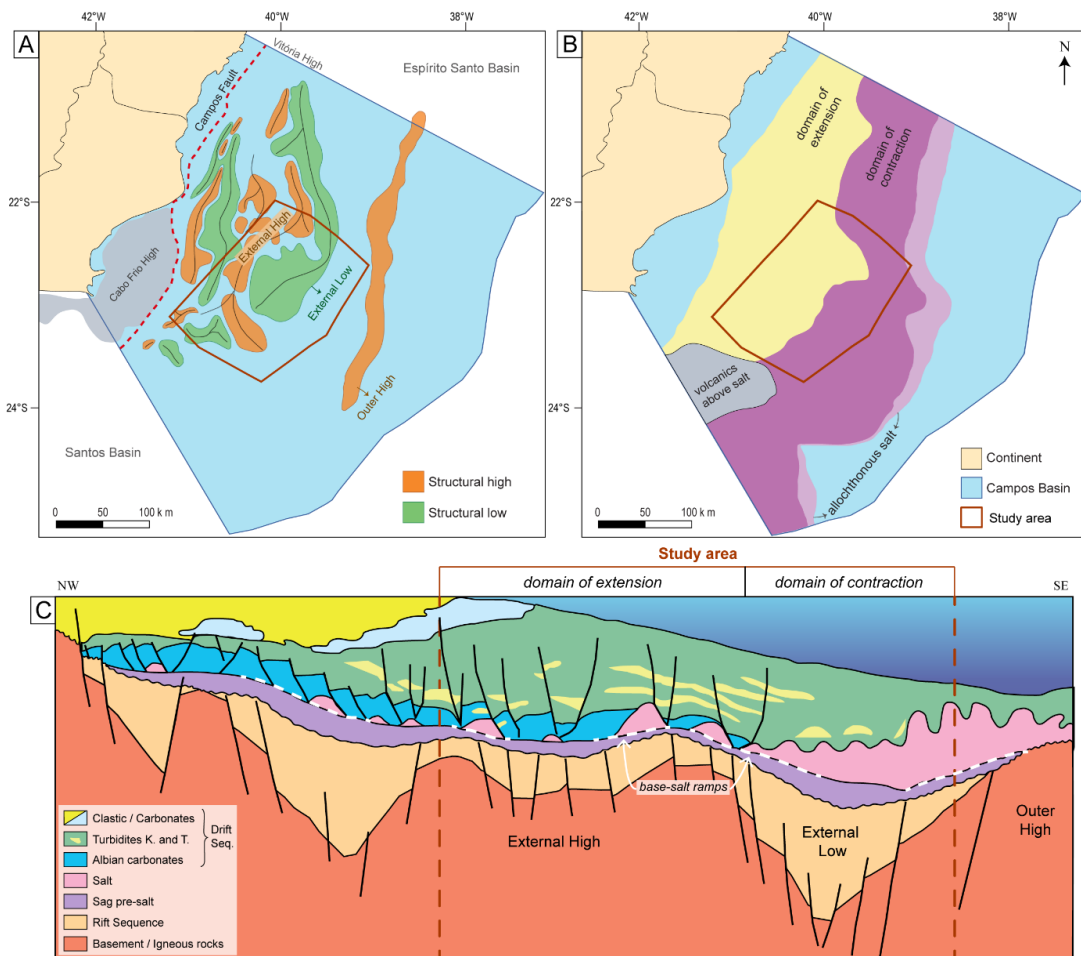 42°W
40°W
38°W
A
Vitória High
Espírito Santo Basin
Campos Fault
22°S
Cabo Frio High
External High
External Low
Outer High
24°S
Santos Basin
Structural high
Structural low
0
50
100 k m
42°W
40°W
38°W
B
N
domain of
extension
domain of
contraction
22°S
volcanics
above salt
allochthonous salt
24°S
Continent
Campos Basin
Study area
0
50
100 k m
Study area
NW
domain of extension
domain of contraction
SE
C
base-salt ramps
External High
External
Low
Outer
High
Clastic / Carbonates
Turbidites K. and T.
Albian carbonates
Drift
Seq.
Salt
Sag pre-salt
Rift Sequence
Basement / Igneous rocks